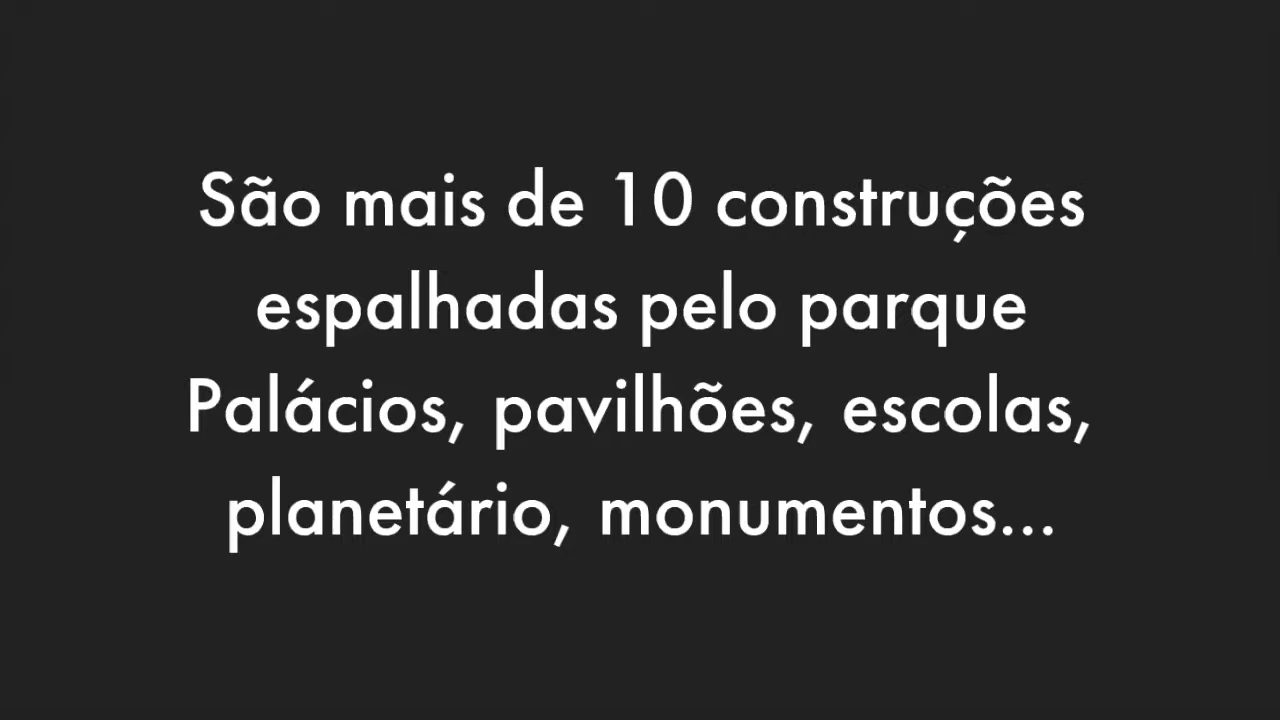 São mais de 10 construções
espalhadas pelo parque
Palácios, pavilhões, escolas,
planetário, monumentos...